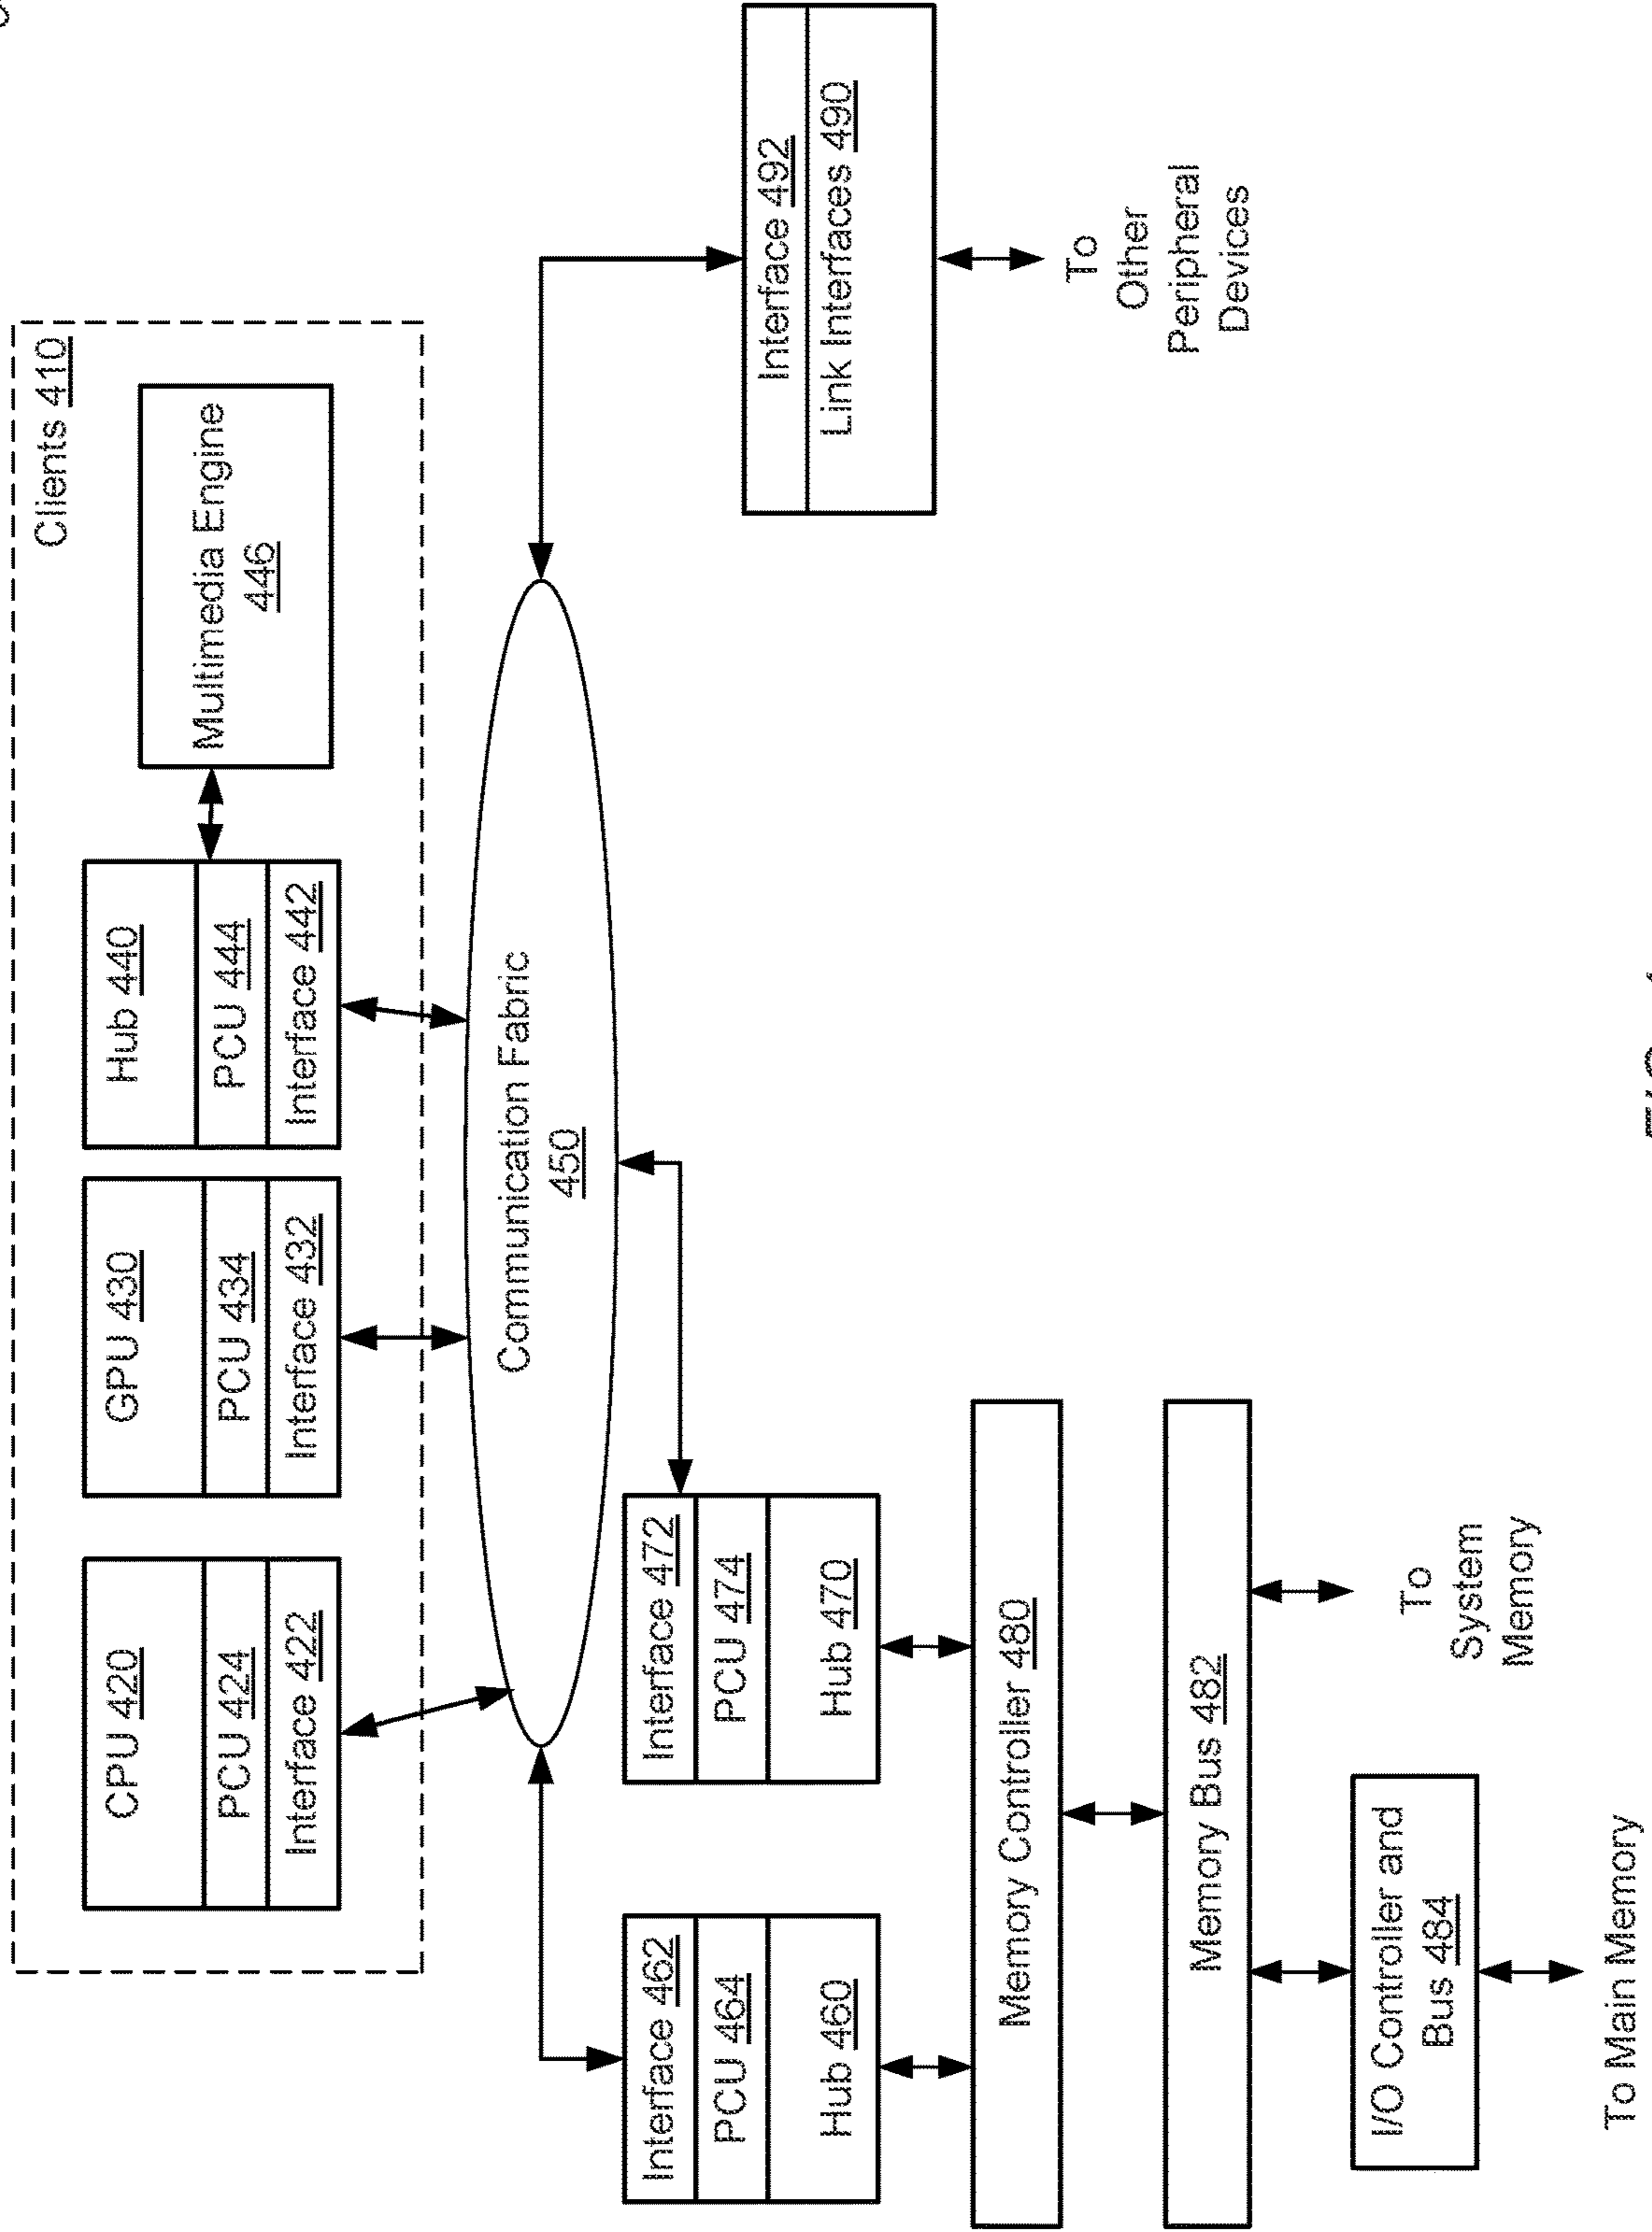 Clients 410
CPU 420
PCU 424
Interface 422
GPU 430
PCU 434
Interface 432
Hub 440
PCU 444
Interface 442
Multimedia Engine
446
Communication Fabric
450
Interface 462
PCU 464
Hub 460
Interface 472
PCU 474
Hub 470
Interface 492
Link Interfaces 490
To
Other
Peripheral
Devices
Memory Controller 480
Memory Bus 482
I/O Controller and
Bus 484
To
System
Memory
To Main Memory